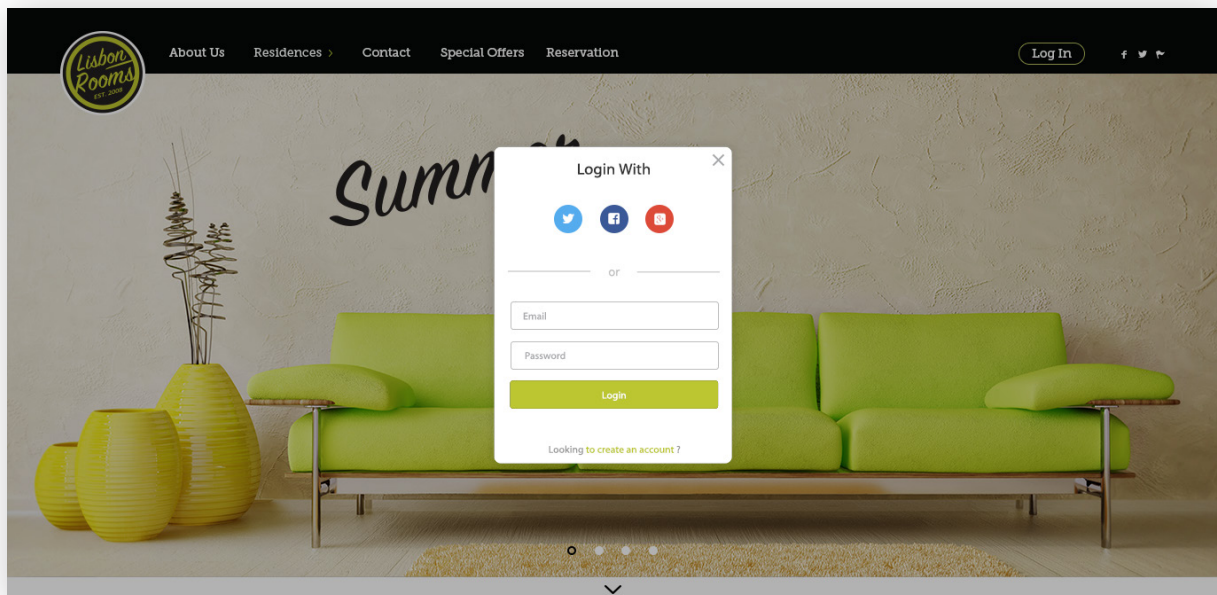 Lisbon
Rooms
EST. 2008
About Us
Residences
Contact
Special Offers
Reservation
Log In
Summer
Login With
or
Email
Password
Login
Looking to create an account ?